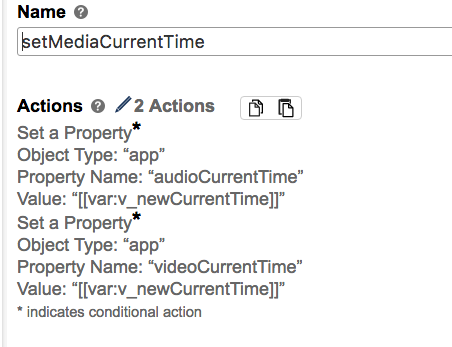 Name ?
setMediaCurrentTime
Actions ? 2 Actions
Set a Property*
Object Type: “app”
Property Name: “audioCurrentTime”
Value: “[[var:v_newCurrentTime]]”
Set a Property*
Object Type: “app”
Property Name: “videoCurrentTime”
Value: “[[var:v_newCurrentTime]]”
* indicates conditional action